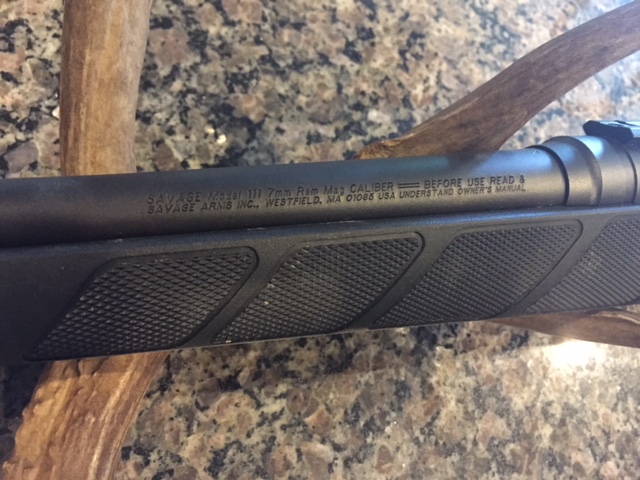 SAVAGE Model 111 7mm Rem Mag CALIBER BEFORE USE READ &
SAVAGE ARMS INC., WESTFIELD, MA 01085 USA UNDERSTAND OWNER'S MANUAL